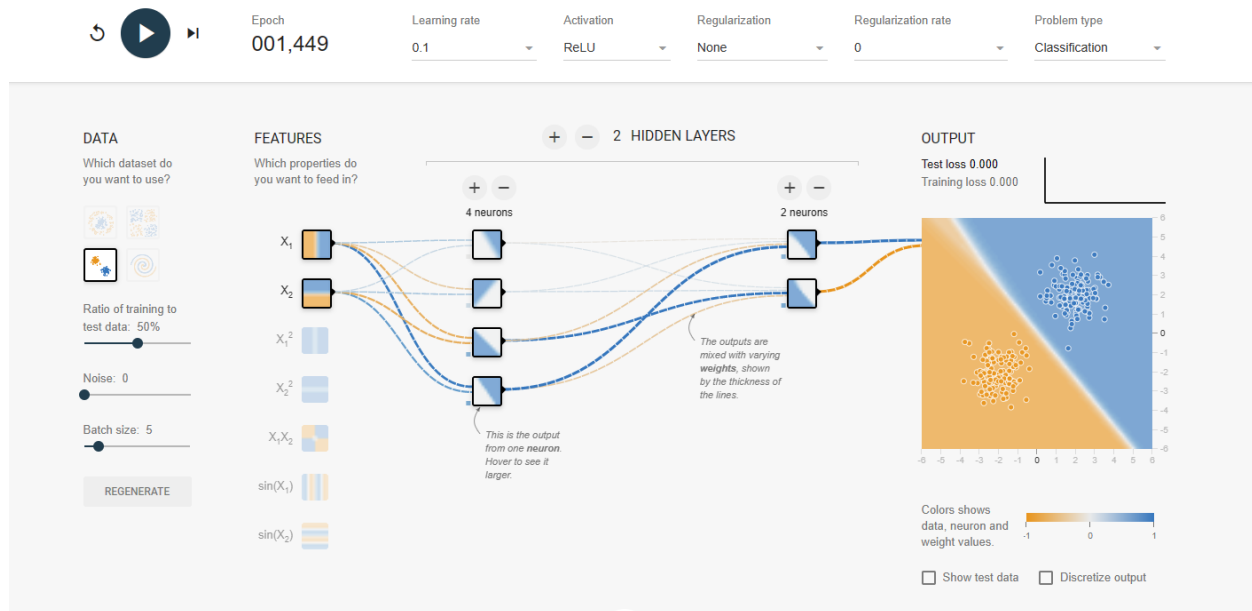 Epoch
001,449
Learning rate
0.1
Activation
ReLU
Regularization
None
Regularization rate
0
Problem type
Classification
DATA
Which dataset do
you want to use?
Ratio of training to
test data: 50%
Noise: 0
Batch size: 5
REGENERATE
FEATURES
Which properties do
you want to feed in?
X1
X2
X1²
X2²
X1X2
sin(X1)
sin(X2)
+ − 2 HIDDEN LAYERS
+ −
4 neurons
+ −
2 neurons
The outputs are
mixed with varying
weights, shown
by the thickness of
the lines.
This is the output
from one neuron.
Hover to see it
larger.
OUTPUT
Test loss 0.000
Training loss 0.000
6
5
4
3
2
1
0
-1
-2
-3
-4
-5
-6
-6 -5 -4 -3 -2 -1 0 1 2 3 4 5 6
Colors shows
data, neuron and
weight values.
-1 0 1
Show test data
Discretize output